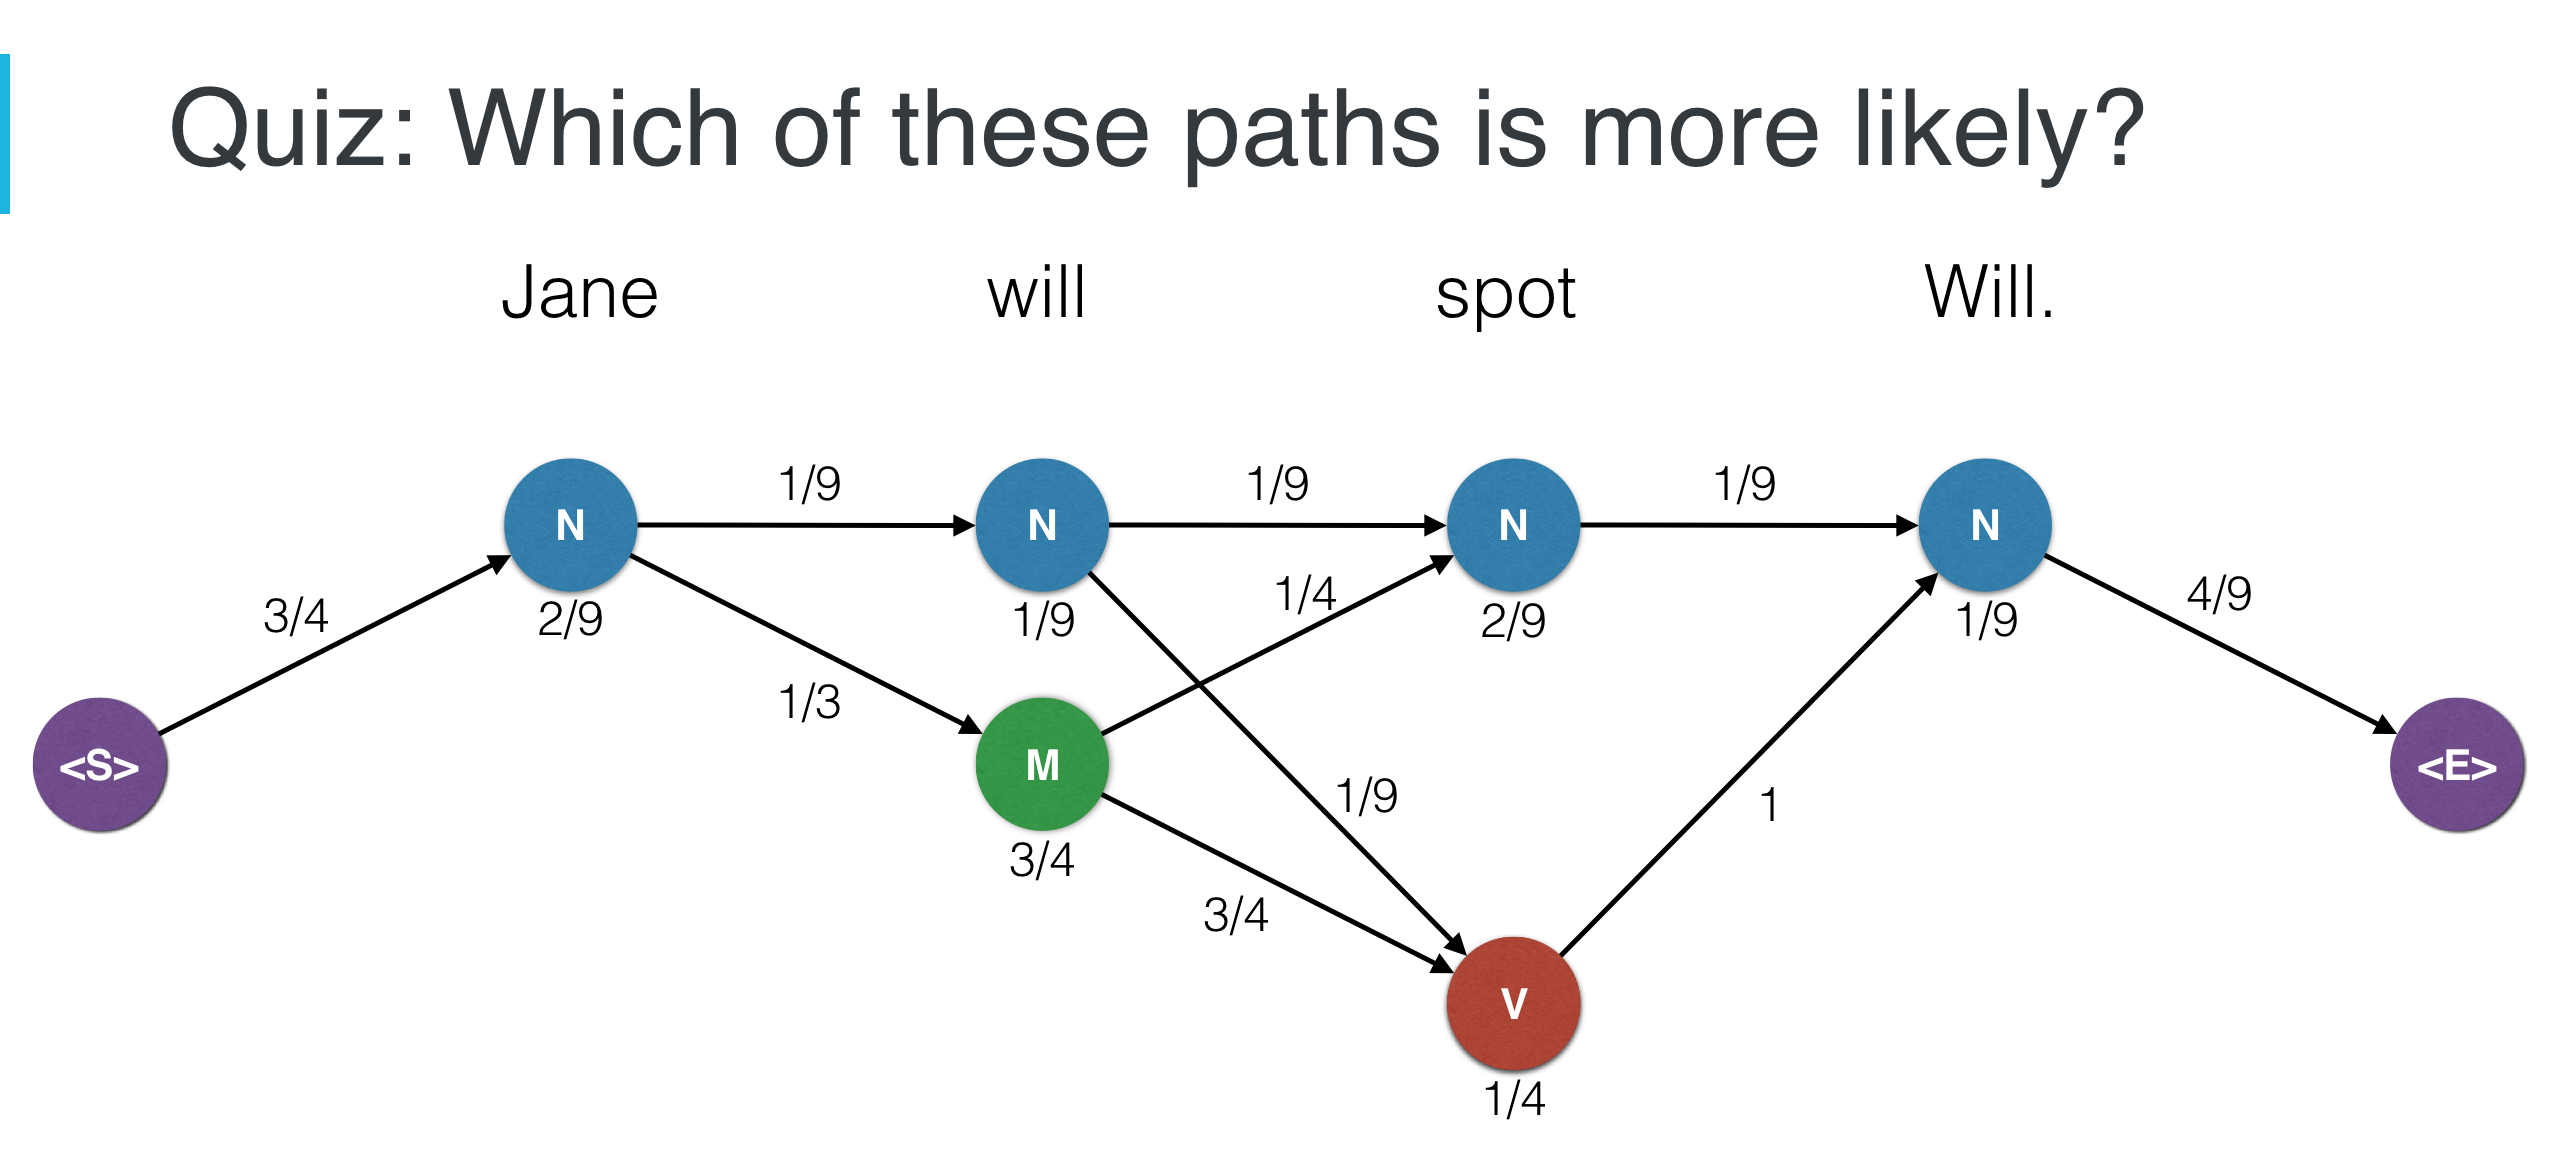 Quiz: Which of these paths is more likely?
Jane will spot Will.
1/9 1/9 1/9
N N N N
3/4 1/4 4/9
2/9 1/9 2/9 1/9
1/3
<S> M <E>
1/9 1
3/4
3/4
V
1/4